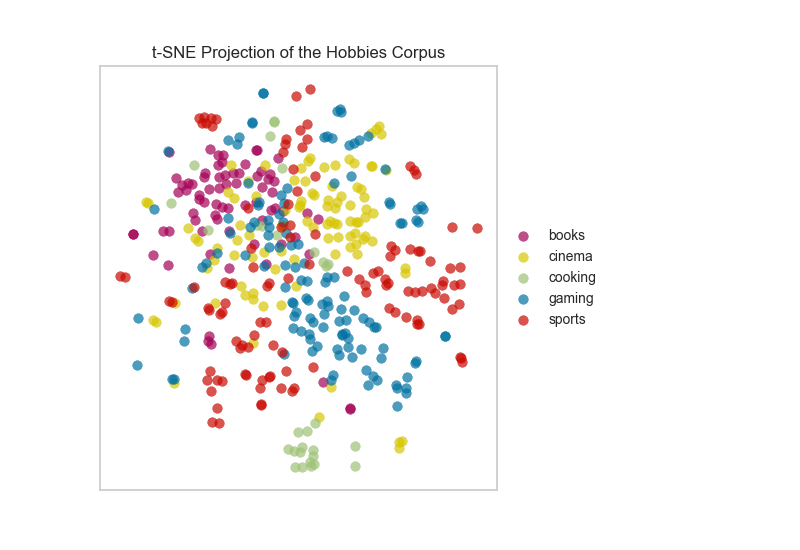 t-SNE Projection of the Hobbies Corpus
books
cinema
cooking
gaming
sports